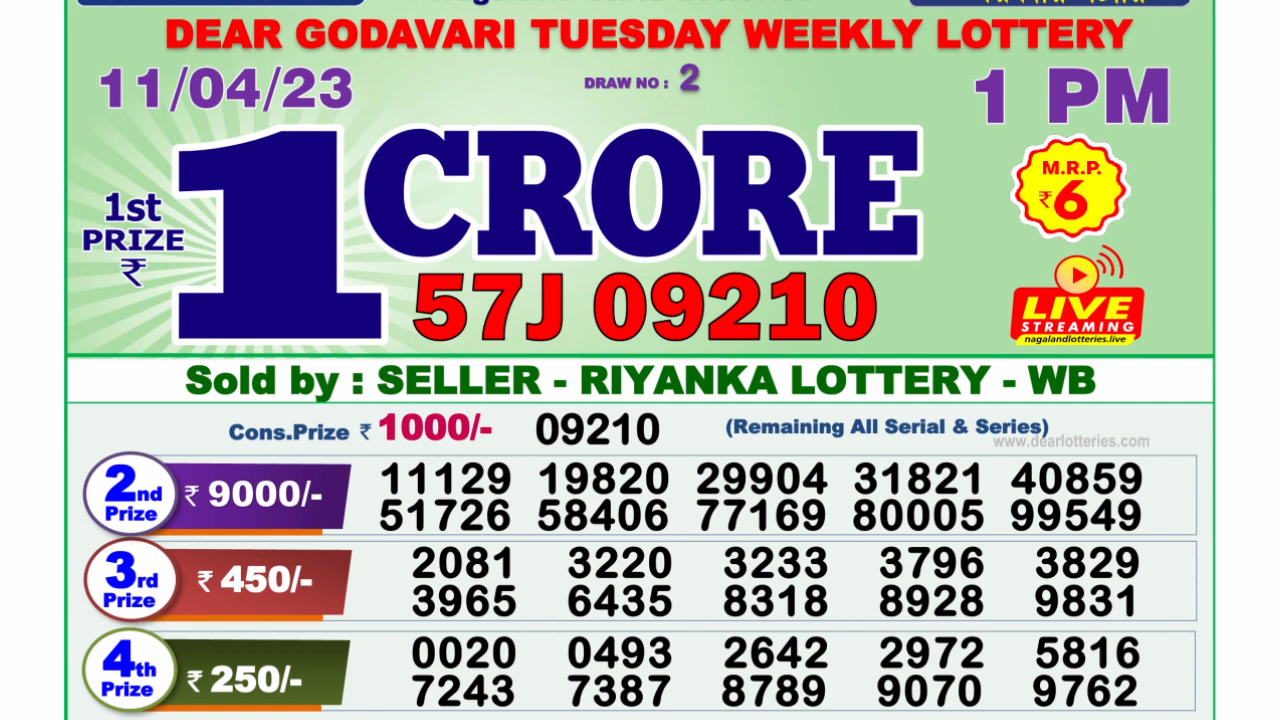 DEAR GODAVARI TUESDAY WEEKLY LOTTERY
11/04/23
DRAW NO : 2
1 PM
1st PRIZE ₹
1 CRORE
57J 09210
M.R.P.
₹6
LIVE
STREAMING
nagalandlotteries.live
Sold by : SELLER - RIYANKA LOTTERY - WB
Cons.Prize ₹ 1000/- 09210 (Remaining All Serial & Series)
www.dearlotteries.com
2nd Prize ₹ 9000/-
11129 19820 29904 31821 40859
51726 58406 77169 80005 99549
3rd Prize ₹ 450/-
2081 3220 3233 3796 3829
3965 6435 8318 8928 9831
4th Prize ₹ 250/-
0020 0493 2642 2972 5816
7243 7387 8789 9070 9762